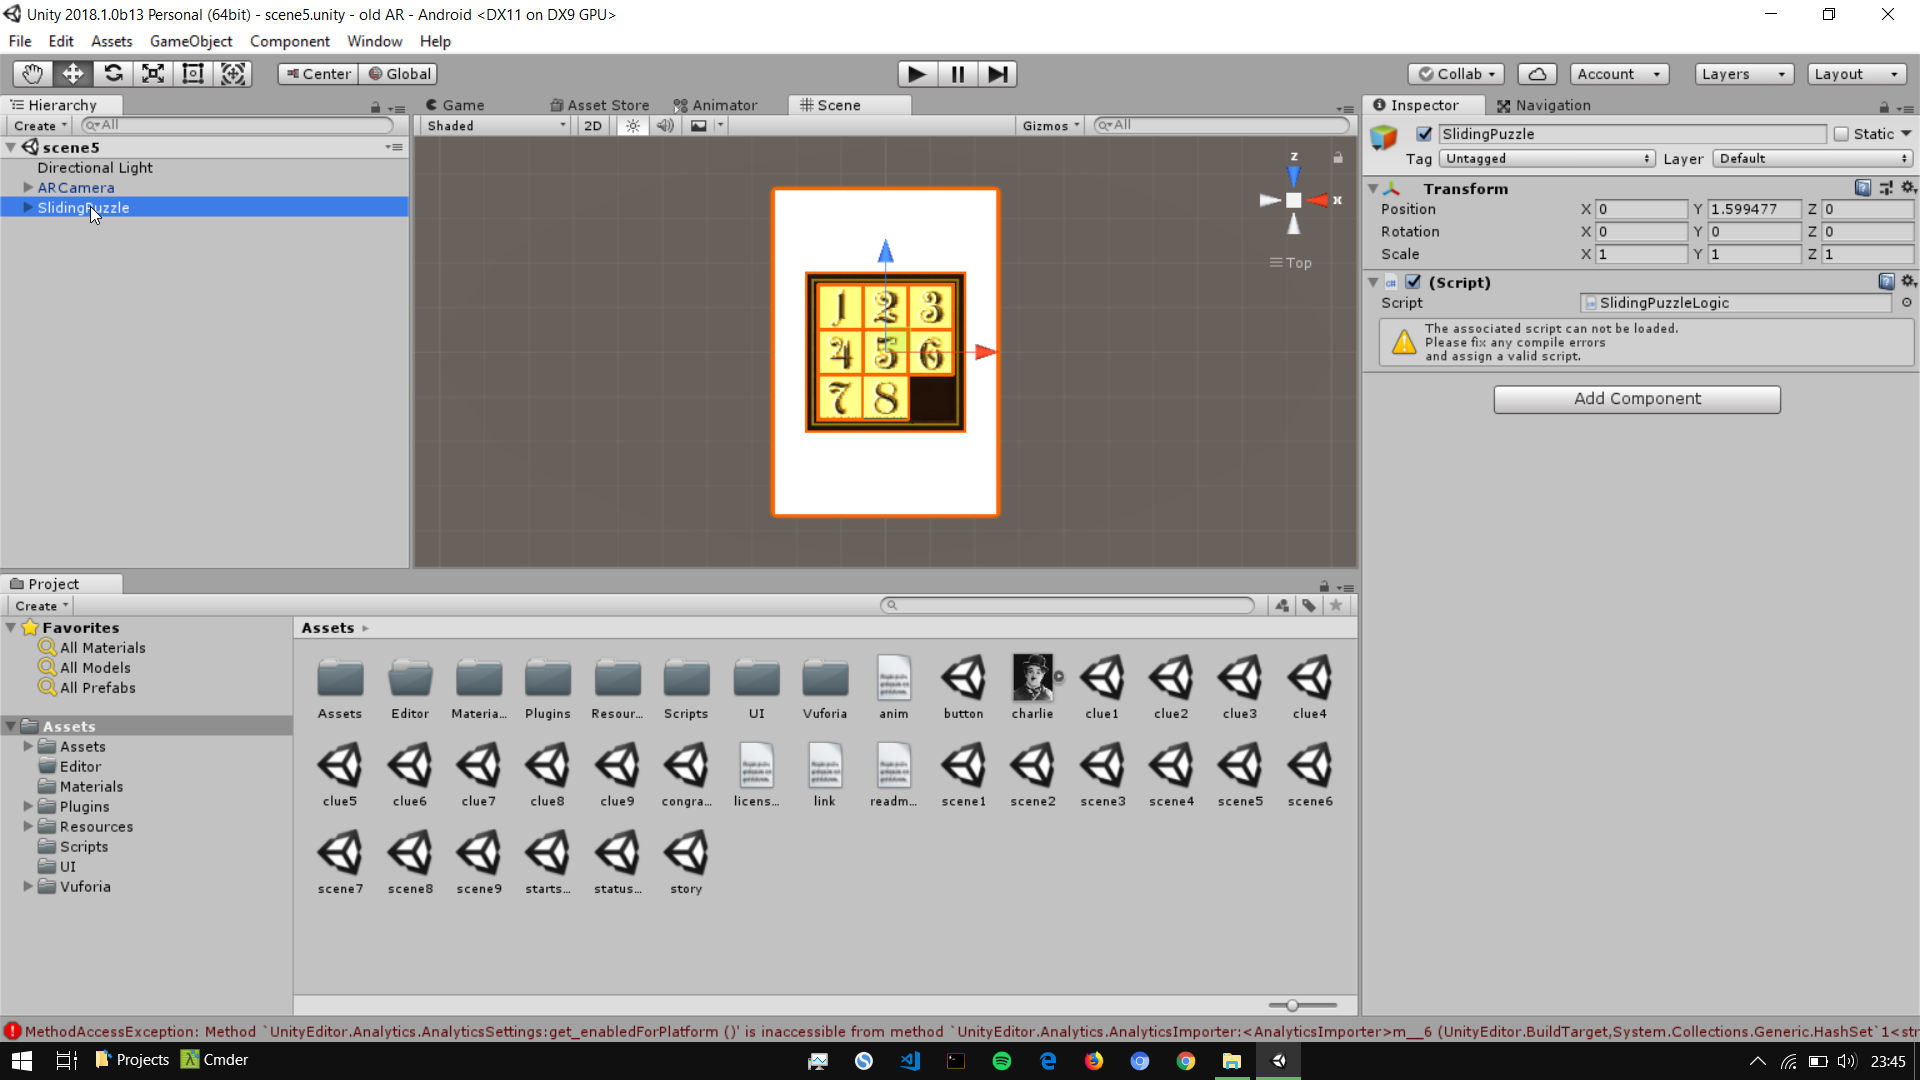 Unity 2018.1.0b13 Personal (64bit) - scene5.unity - old AR - Android <DX11 on DX9 GPU>
File Edit Assets GameObject Component Window Help
Center Global Collab Account Layers Layout
Hierarchy
Create All
scene5
Directional Light
ARCamera
SlidingPuzzle
Game Asset Store Animator Scene
Shaded 2D Gizmos All
z
x
Top
1 2 3
4 5 6
7 8
Inspector Navigation
SlidingPuzzle Static
Tag Untagged Layer Default
Transform
Position X 0 Y 1.599477 Z 0
Rotation X 0 Y 0 Z 0
Scale X 1 Y 1 Z 1
(Script)
Script SlidingPuzzleLogic
The associated script can not be loaded.
Please fix any compile errors
and assign a valid script.
Add Component
Project
Create
Favorites
All Materials
All Models
All Prefabs
Assets
Assets
Editor
Materials
Plugins
Resources
Scripts
UI
Vuforia
Assets
Assets Editor Materia... Plugins Resour... Scripts UI Vuforia anim button charlie clue1 clue2 clue3 clue4
clue5 clue6 clue7 clue8 clue9 congra... licens... link readm... scene1 scene2 scene3 scene4 scene5 scene6
scene7 scene8 scene9 starts... status... story
MethodAccessException: Method `UnityEditor.Analytics.AnalyticsSettings:get_enabledForPlatform ()' is inaccessible from method `UnityEditor.Analytics.AnalyticsImporter:<AnalyticsImporter>m__6 (UnityEditor.BuildTarget,System.Collections.Generic.HashSet`1<str
Projects Cmder 23:45